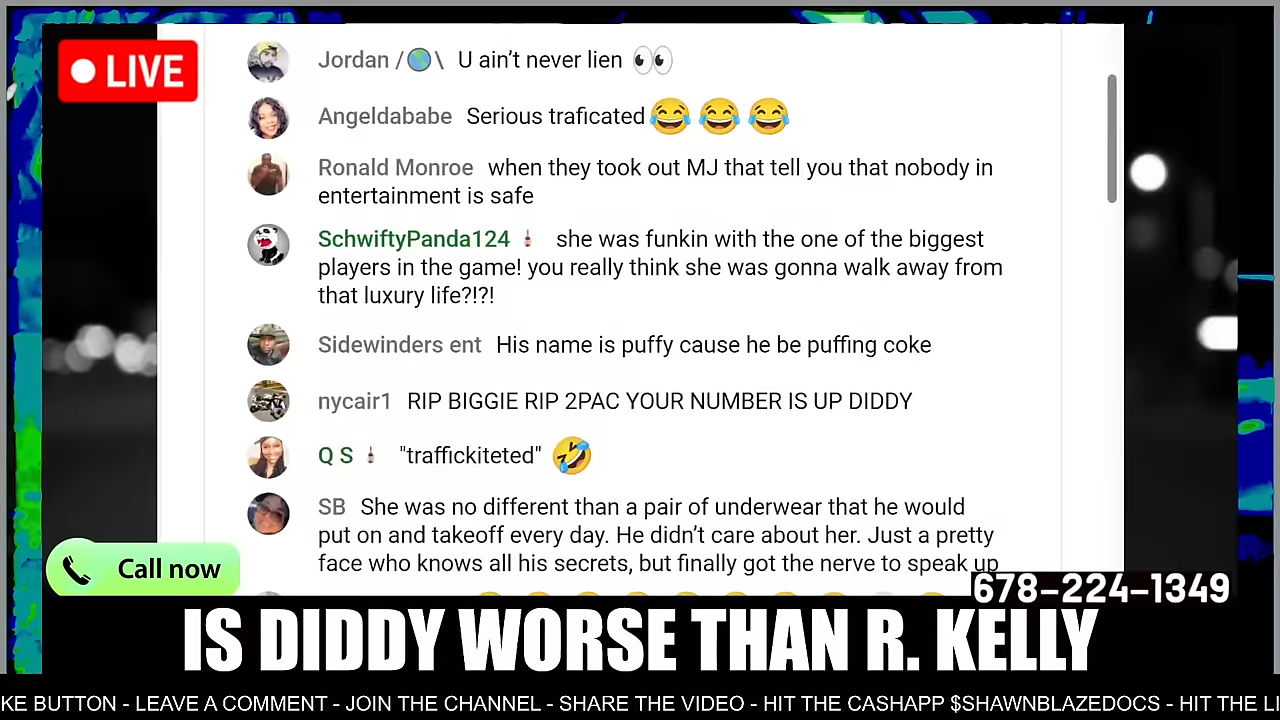 LIVE
Jordan /🌎\ U ain't never lien 👀
Angeldababe Serious traficated 😂 😂 😂
Ronald Monroe when they took out MJ that tell you that nobody in
entertainment is safe
SchwiftyPanda124 she was funkin with the one of the biggest
players in the game! you really think she was gonna walk away from
that luxury life?!?!
Sidewinders ent His name is puffy cause he be puffing coke
nycair1 RIP BIGGIE RIP 2PAC YOUR NUMBER IS UP DIDDY
Q S "traffickiteted" 🤣
SB She was no different than a pair of underwear that he would
put on and takeoff every day. He didn't care about her. Just a pretty
face who knows all his secrets, but finally got the nerve to speak up
Call now
678-224-1349
IS DIDDY WORSE THAN R. KELLY
KE BUTTON - LEAVE A COMMENT - JOIN THE CHANNEL - SHARE THE VIDEO - HIT THE CASHAPP $SHAWNBLAZEDOCS - HIT THE LI